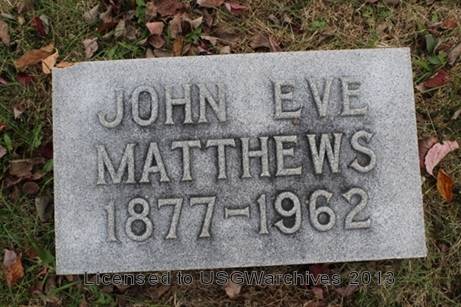 JOHN EVE
MATTHEWS
1877-1962
Licensed to USGWarchives 2013